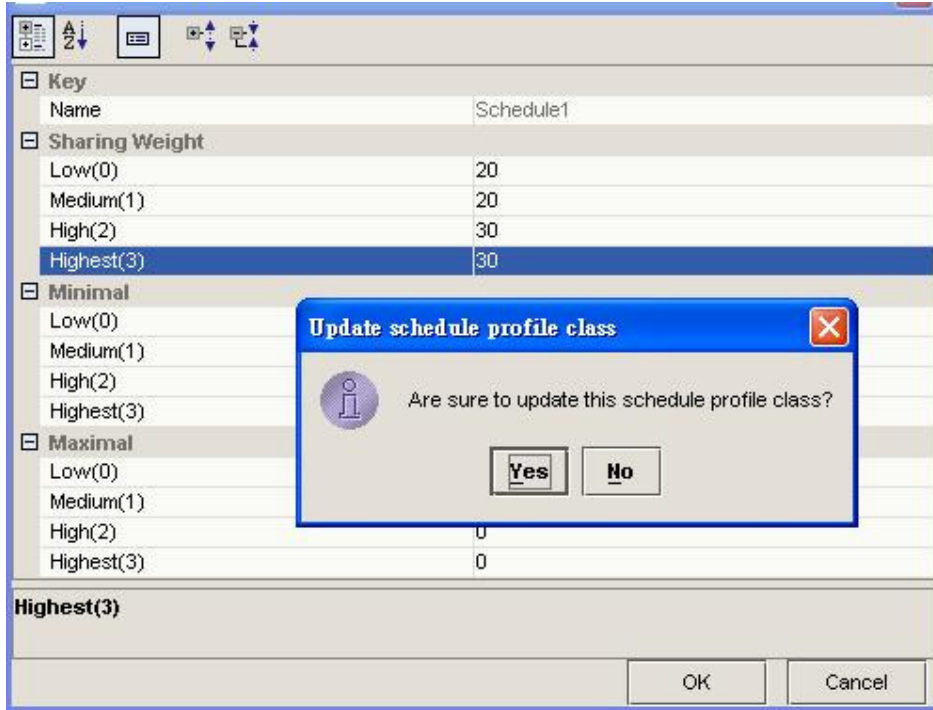 Key
Name Schedule1
Sharing Weight
Low(0) 20
Medium(1) 20
High(2) 30
Highest(3) 30
Minimal
Low(0)
Medium(1)
High(2)
Highest(3)
Maximal
Low(0)
Medium(1)
High(2) 0
Highest(3) 0
Update schedule profile class
Are sure to update this schedule profile class?
Yes No
Highest(3)
OK Cancel